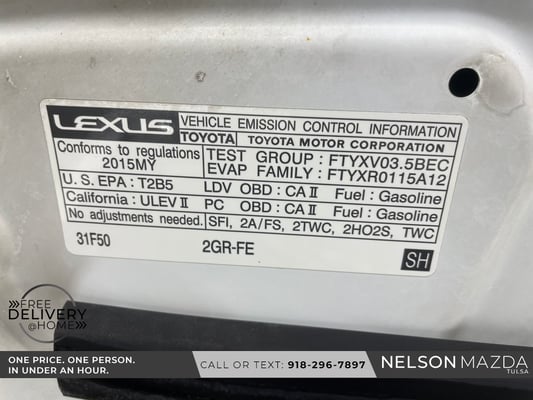 LEXUS VEHICLE EMISSION CONTROL INFORMATION
TOYOTA TOYOTA MOTOR CORPORATION
Conforms to regulations
2015MY
TEST GROUP : FTYXV03.5BEC
EVAP FAMILY : FTYXR0115A12
U. S. EPA : T2B5 LDV OBD : CA II Fuel : Gasoline
California : ULEV II PC OBD : CA II Fuel : Gasoline
No adjustments needed. SFI, 2A/FS, 2TWC, 2HO2S, TWC
31F50 2GR-FE SH
FREE
DELIVERY
@HOME
ONE PRICE. ONE PERSON.
IN UNDER AN HOUR.
CALL OR TEXT: 918-296-7897
NELSON MAZDA
TULSA